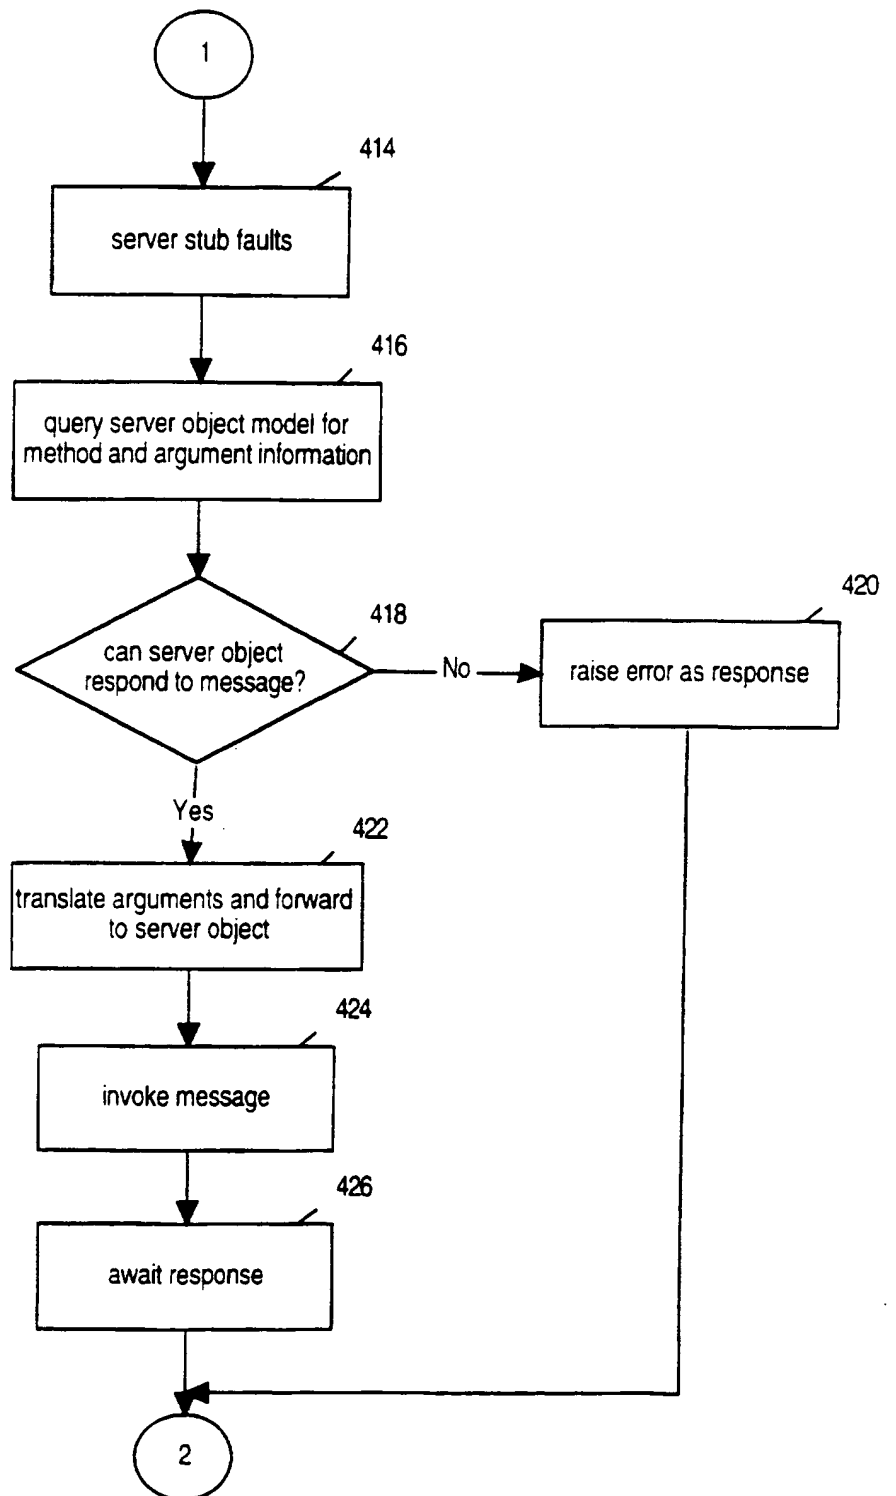 1
414
server stub faults
416
query server object model for
method and argument information
418
can server object
respond to message?
No
420
raise error as response
Yes
422
translate arguments and forward
to server object
424
invoke message
426
await response
2